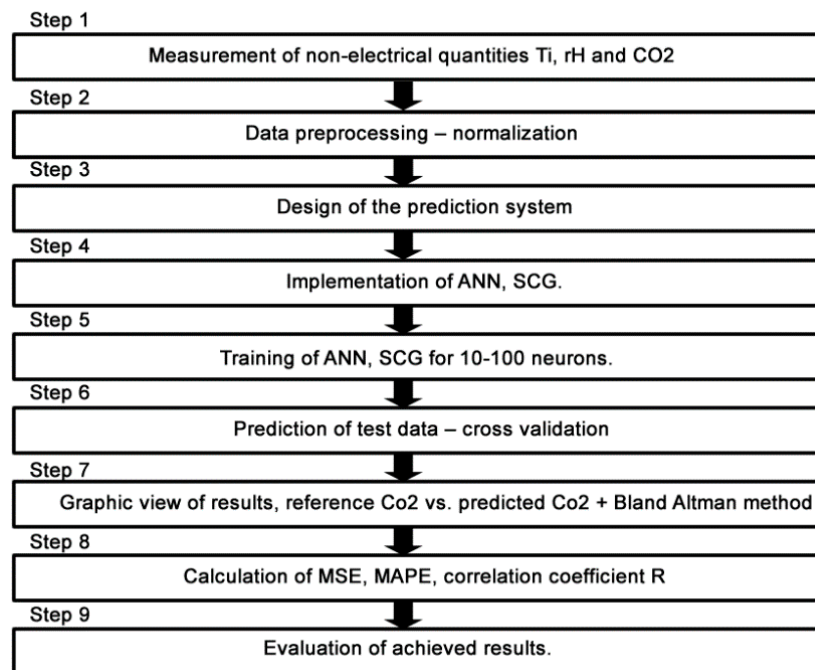 Step 1
Measurement of non-electrical quantities Ti, rH and CO2
Step 2
Data preprocessing – normalization
Step 3
Design of the prediction system
Step 4
Implementation of ANN, SCG.
Step 5
Training of ANN, SCG for 10-100 neurons.
Step 6
Prediction of test data – cross validation
Step 7
Graphic view of results, reference Co2 vs. predicted Co2 + Bland Altman method
Step 8
Calculation of MSE, MAPE, correlation coefficient R
Step 9
Evaluation of achieved results.